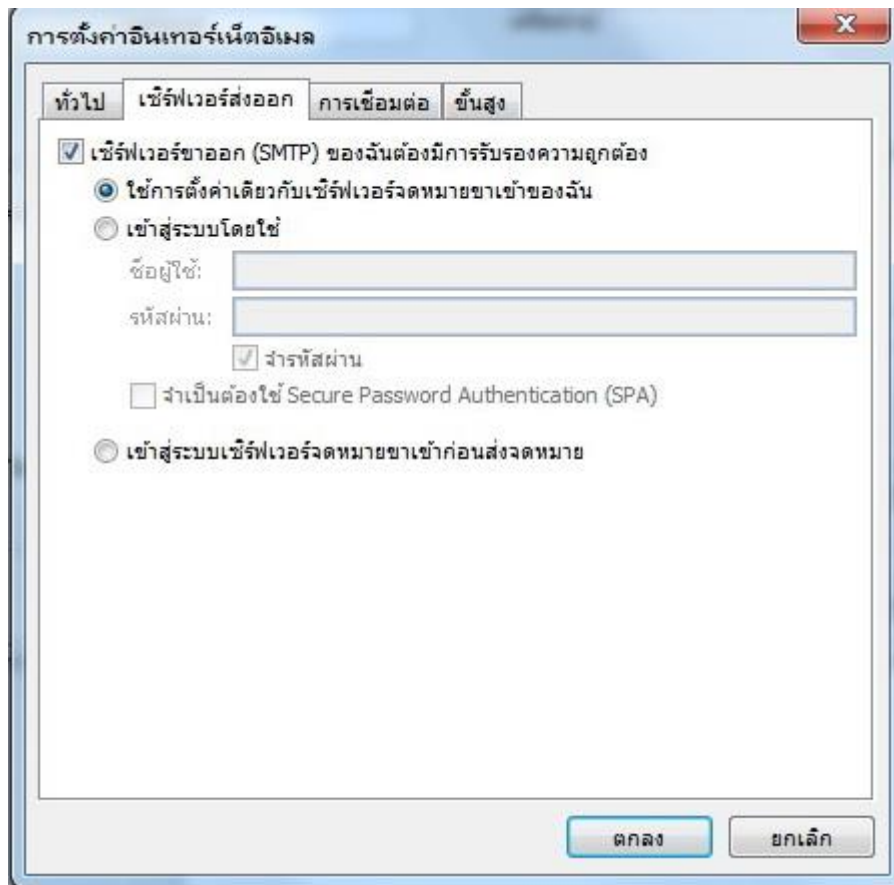 การตั้งค่าอินเทอร์เน็ตอีเมล
ทั่วไป เซิร์ฟเวอร์ส่งออก การเชื่อมต่อ ขั้นสูง
เซิร์ฟเวอร์ขาออก (SMTP) ของฉันต้องมีการรับรองความถูกต้อง
ใช้การตั้งค่าเดียวกับเซิร์ฟเวอร์จดหมายขาเข้าของฉัน
เข้าสู่ระบบโดยใช้
ชื่อผู้ใช้:
รหัสผ่าน:
จำรหัสผ่าน
จำเป็นต้องใช้ Secure Password Authentication (SPA)
เข้าสู่ระบบเซิร์ฟเวอร์จดหมายขาเข้าก่อนส่งจดหมาย
ตกลง ยกเลิก